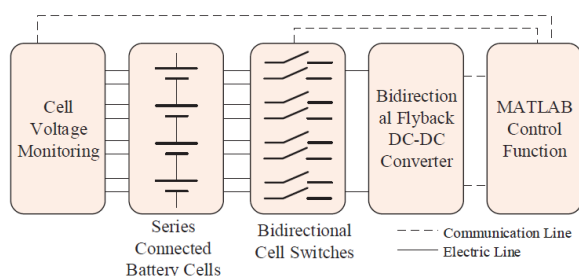 Cell
Voltage
Monitoring
Series
Connected
Battery Cells
Bidirectional
Cell Switches
Bidirection
al Flyback
DC-DC
Converter
MATLAB
Control
Function
Communication Line
Electric Line